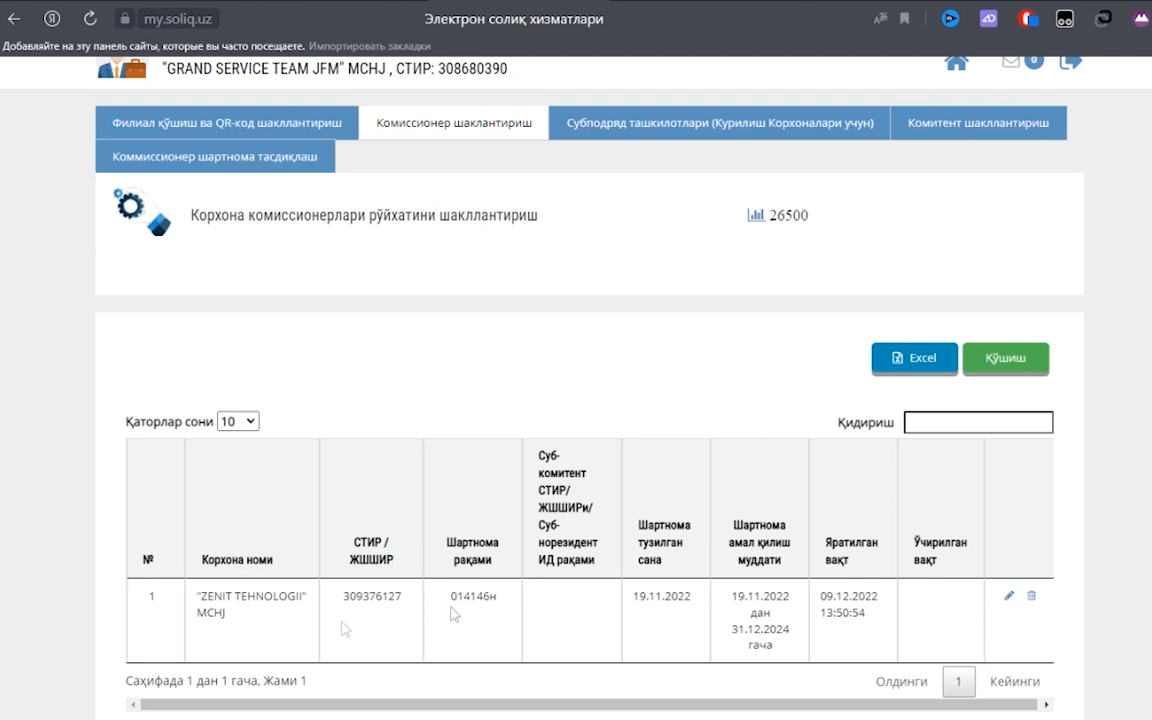 my.soliq.uz
Электрон солиқ хизматлари
Добавляйте на эту панель сайты, которые вы часто посещаете. Импортировать закладки
"GRAND SERVICE TEAM JFM" MCHJ , СТИР: 308680390
0
Филиал қўшиш ва QR-код шакллантириш
Комиссионер шаклантириш
Субподряд ташкилотлари (Курилиш Корхоналари учун)
Комитент шакллантириш
Коммиссионер шартнома тасдиқлаш
Корхона комиссионерлари рўйхатини шакллантириш
26500
Excel
Қўшиш
Қаторлар сони 10
Қидириш
№
Корхона номи
СТИР /
ЖШШИР
Шартнома
рақами
Суб-
комитент
СТИР/
ЖШШИРи/
Суб-
норезидент
ИД рақами
Шартнома
тузилган
сана
Шартнома
амал қилиш
муддати
Яратилган
вақт
Ўчирилган
вақт
1
"ZENIT TEHNOLOGII"
MCHJ
309376127
014146н
19.11.2022
19.11.2022
дан
31.12.2024
гача
09.12.2022
13:50:54
Саҳифада 1 дан 1 гача, Жами 1
Олдинги
1
Кейинги